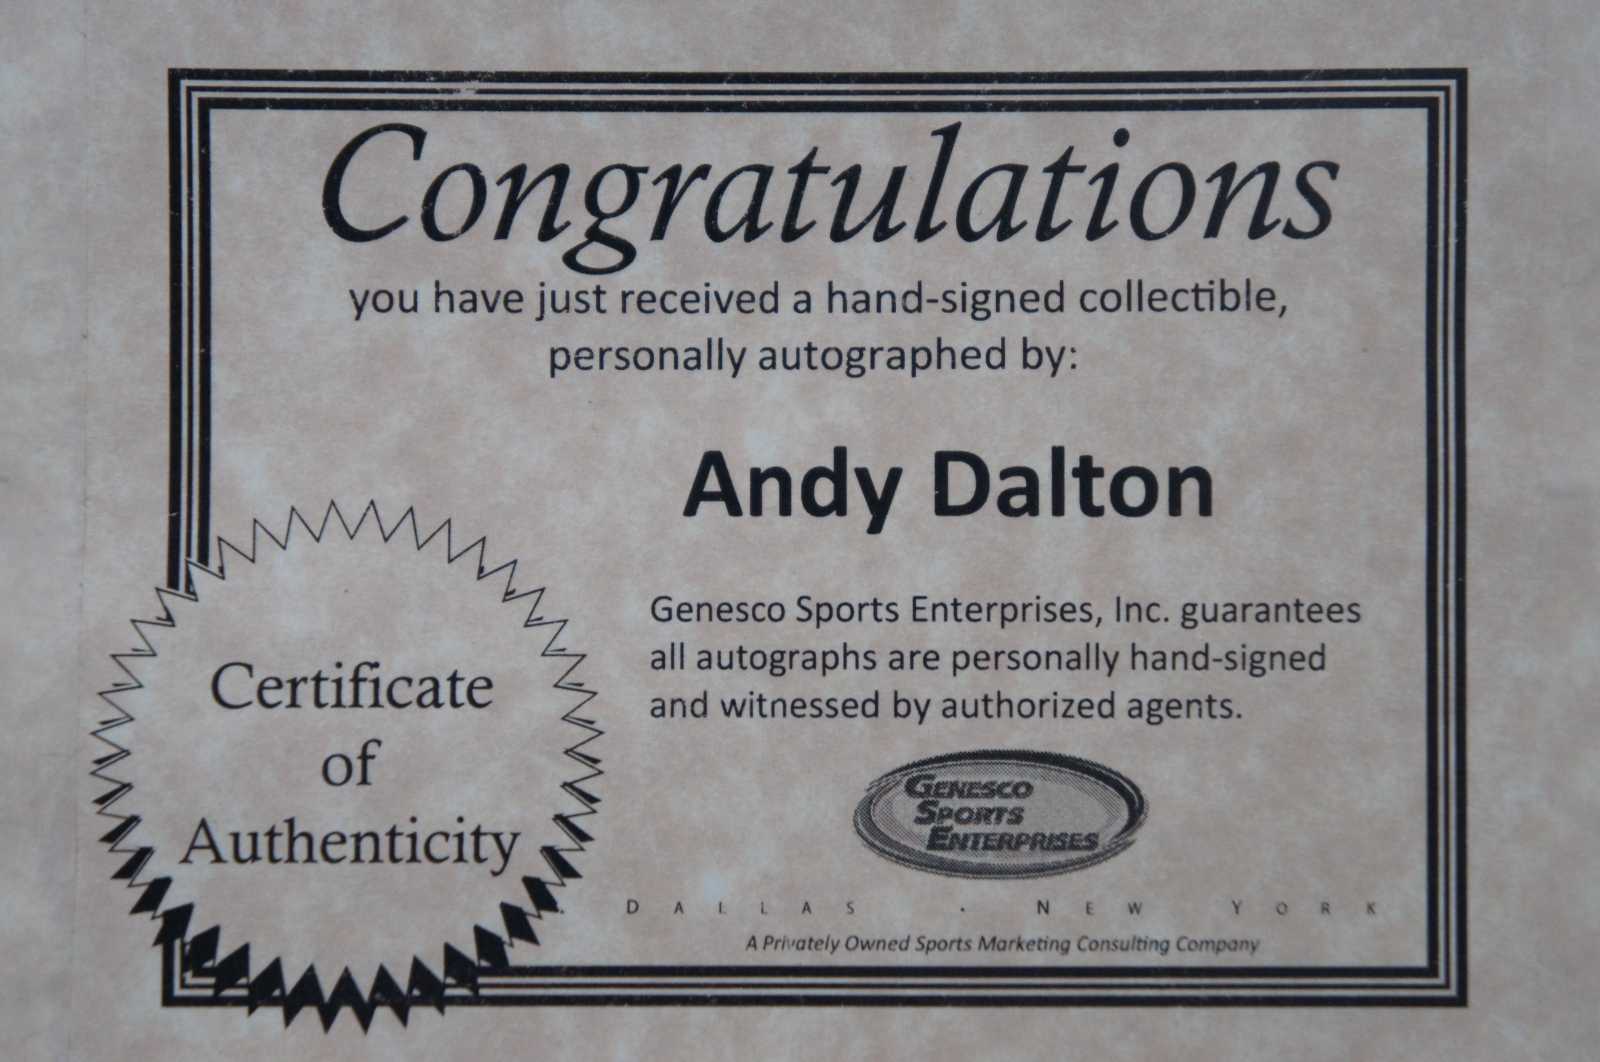 Congratulations
you have just received a hand-signed collectible,
personally autographed by:
Andy Dalton
Genesco Sports Enterprises, Inc. guarantees
all autographs are personally hand-signed
and witnessed by authorized agents.
Certificate
of
Authenticity
GENESCO
SPORTS
ENTERPRISES
DALLAS · NEW YORK
A Privately Owned Sports Marketing Consulting Company